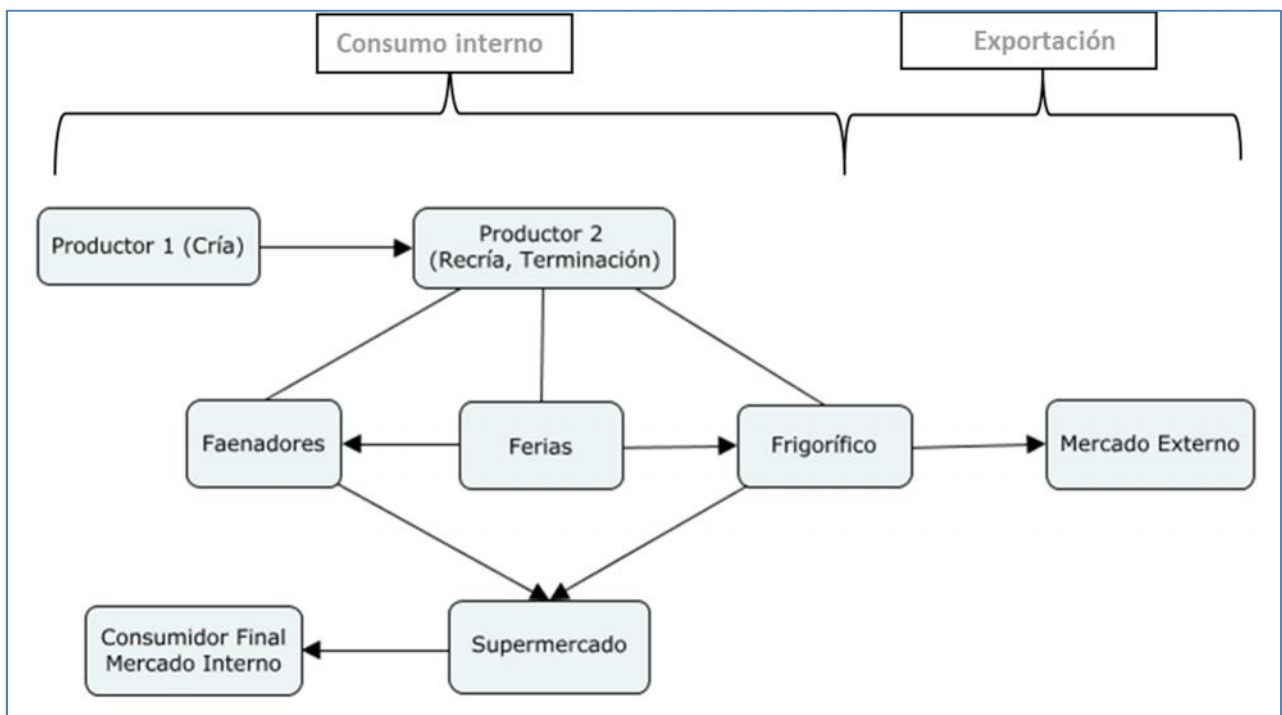 Consumo interno
Exportación
Productor 1 (Cría)
Productor 2
(Recría, Terminación)
Faenadores
Ferias
Frigorífico
Mercado Externo
Consumidor Final
Mercado Interno
Supermercado